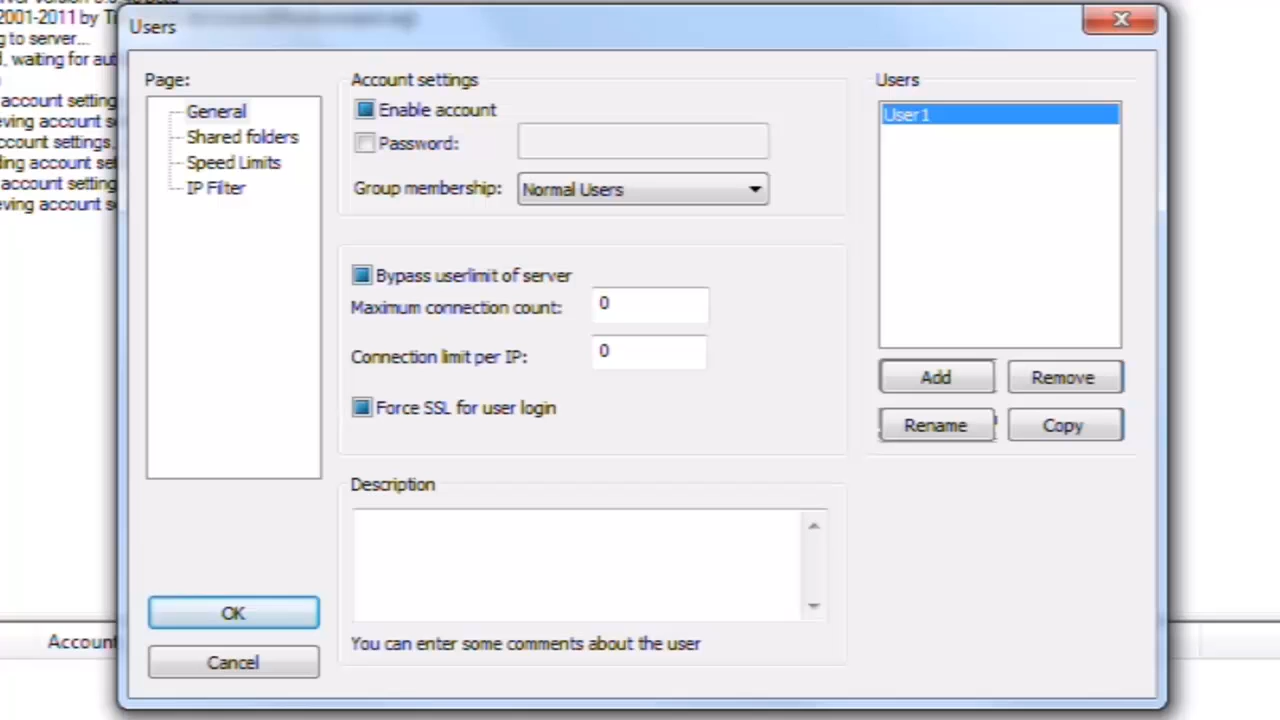 2001-2011 by
g to server...
, waiting for
account
account
ccount settings.
account
account
Account
Users
Page:
General
Shared folders
Speed Limits
IP Filter
OK
Cancel
Account settings
Enable account
Password:
Group membership: Normal Users
Bypass userlimit of server
Maximum connection count: 0
Connection limit per IP: 0
Force SSL for user login
Description
You can enter some comments about the user
Users
User1
Add Remove
Rename Copy